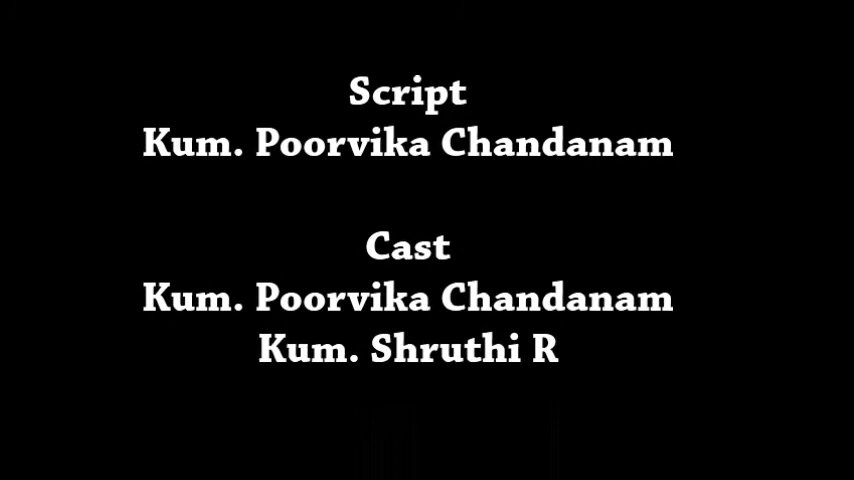 Script
Kum. Poorvika Chandanam
Cast
Kum. Poorvika Chandanam
Kum. Shruthi R